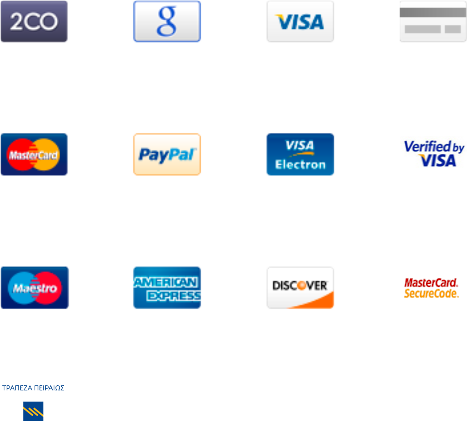 2CO
g
VISA
MasterCard
PayPal
VISA
Electron
Verified by
VISA
Maestro
AMERICAN
EXPRESS
DISCOVER
MasterCard.
SecureCode.
ΤΡΑΠΕΖΑ ΠΕΙΡΑΙΩΣ